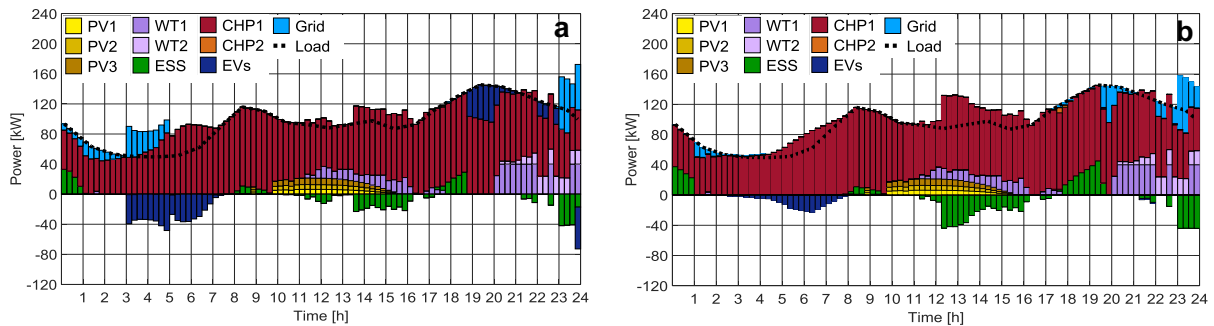 a
240
200
160
120
80
40
0
-40
-80
-120
Power [kW]
PV1 WT1 CHP1 Grid
PV2 WT2 CHP2 Load
PV3 ESS EVs
1 2 3 4 5 6 7 8 9 10 11 12 13 14 15 16 17 18 19 20 21 22 23 24
Time [h]
b
240
200
160
120
80
40
0
-40
-80
-120
Power [kW]
PV1 WT1 CHP1 Grid
PV2 WT2 CHP2 Load
PV3 ESS EVs
1 2 3 4 5 6 7 8 9 10 11 12 13 14 15 16 17 18 19 20 21 22 23 24
Time [h]